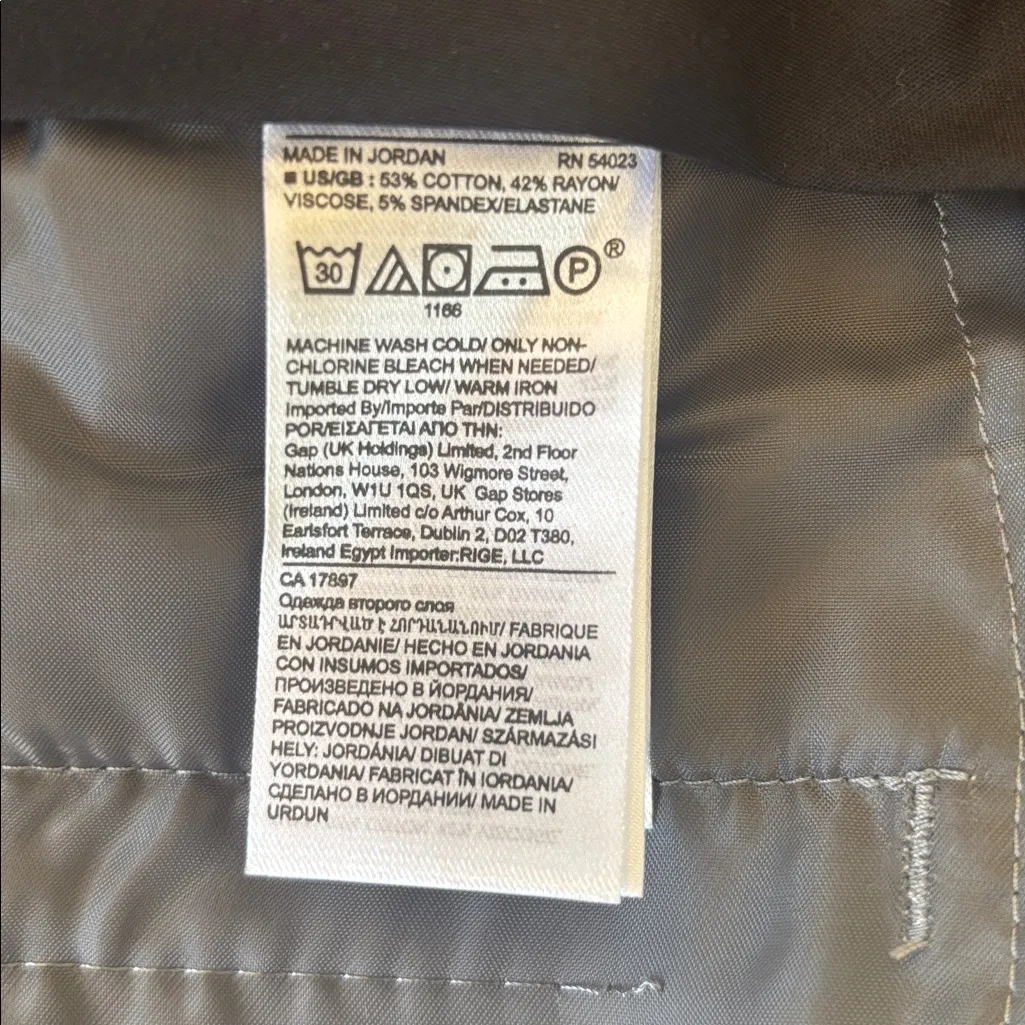 MADE IN JORDAN RN 54023
■ US/GB : 53% COTTON, 42% RAYON/
VISCOSE, 5% SPANDEX/ELASTANE
30 P ®
1166
MACHINE WASH COLD/ ONLY NON-
CHLORINE BLEACH WHEN NEEDED/
TUMBLE DRY LOW/ WARM IRON
Imported By/Importe Par/DISTRIBUIDO
POR/ΕΙΣΑΓΕΤΑΙ ΑΠΟ ΤΗΝ:
Gap (UK Holdings) Limited, 2nd Floor
Nations House, 103 Wigmore Street,
London, W1U 1QS, UK Gap Stores
(Ireland) Limited c/o Arthur Cox, 10
Earlsfort Terrace, Dublin 2, D02 T380,
Ireland Egypt Importer:RIGE, LLC
CA 17897
Одежда второго слоя
ԱՐՏԱԴՐՎԱԾ Է ՀՈՐԴԱՆԱՆՈՒՄ/ FABRIQUE
EN JORDANIE/ HECHO EN JORDANIA
CON INSUMOS IMPORTADOS/
ПРОИЗВЕДЕНО В ЙОРДАНИЯ/
FABRICADO NA JORDÂNIA/ ZEMLJA
PROIZVODNJE JORDAN/ SZÁRMAZÁSI
HELY: JORDÁNIA/ DIBUAT DI
YORDANIA/ FABRICAT ÎN IORDANIA/
СДЕЛАНО В ИОРДАНИИ/ MADE IN
URDUN